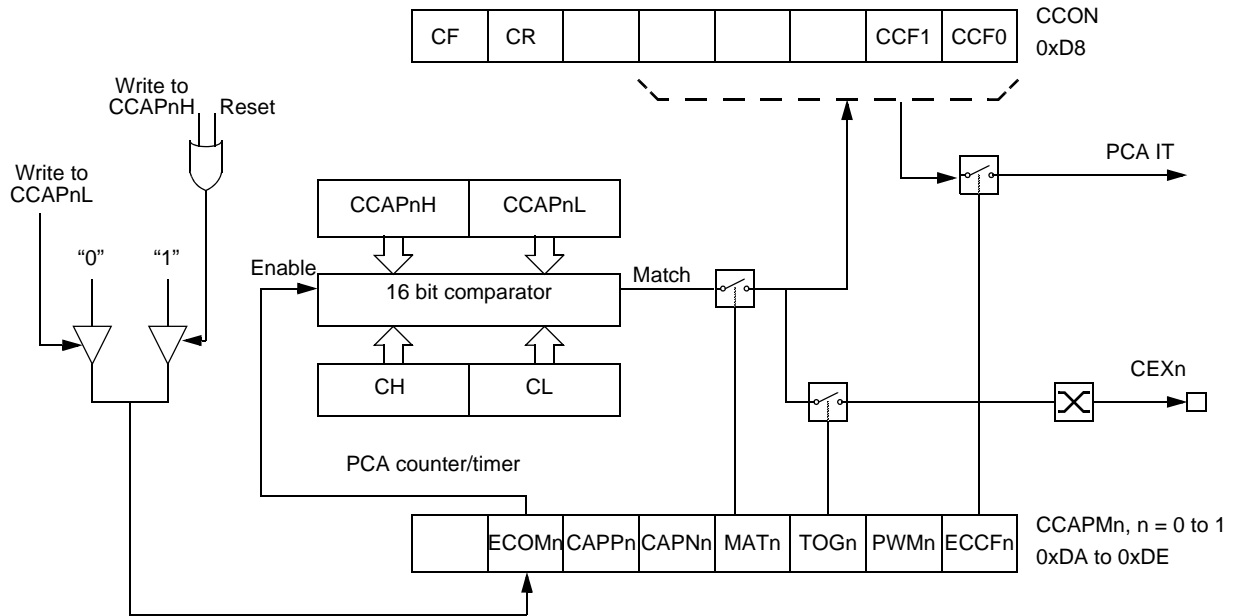 CF CR CCF1 CCF0
CCON
0xD8
Write to
CCAPnH
Reset
PCA IT
Write to
CCAPnL
CCAPnH CCAPnL
“0” “1”
Enable
16 bit comparator
Match
CH CL
CEXn
PCA counter/timer
ECOMn CAPPn CAPNn MATn TOGn PWMn ECCFn
CCAPMn, n = 0 to 1
0xDA to 0xDE